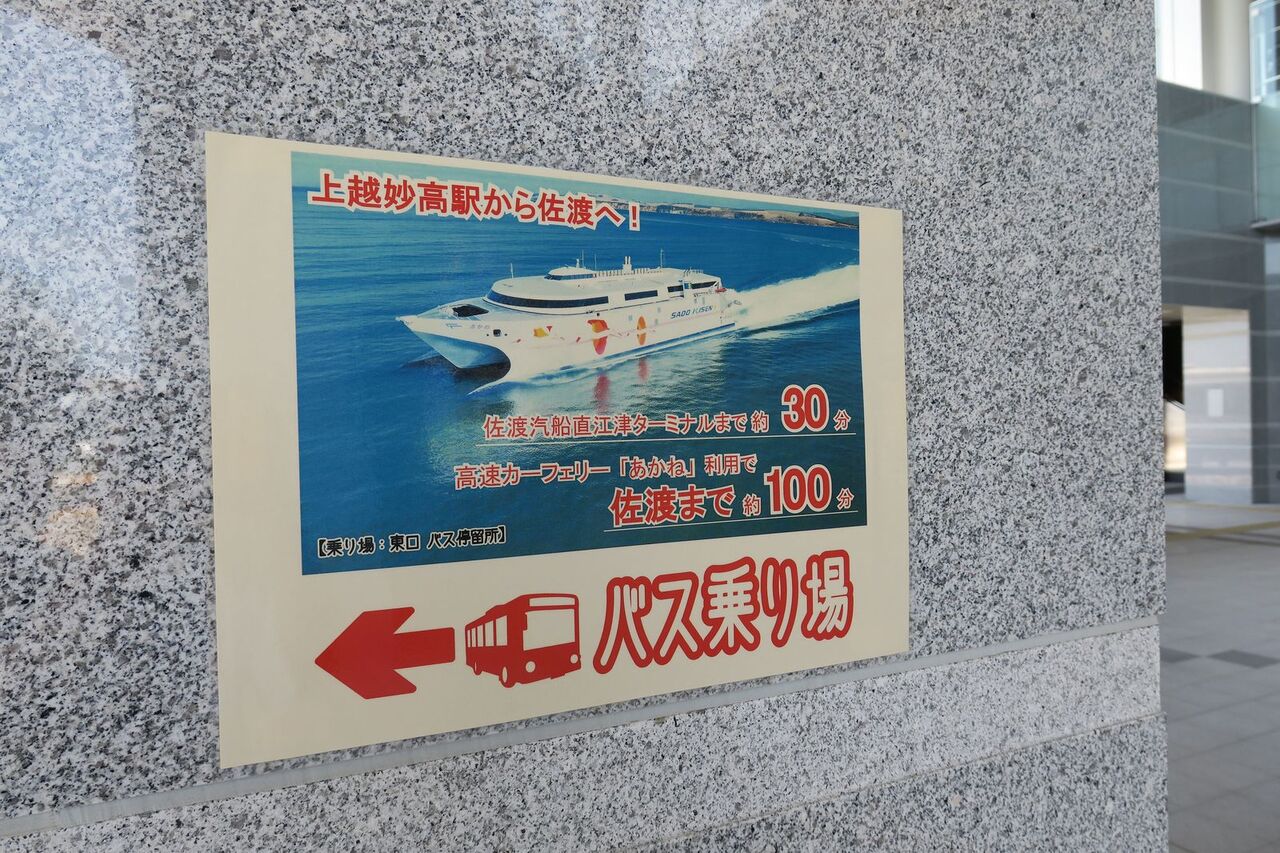 上越妙高駅から佐渡へ!
あかね
SADO KISEN
佐渡汽船直江津ターミナルまで 約 30 分
高速カーフェリー「あかね」利用で
佐渡まで 約 100 分
【乗り場:東口 バス停留所】
バス乗り場